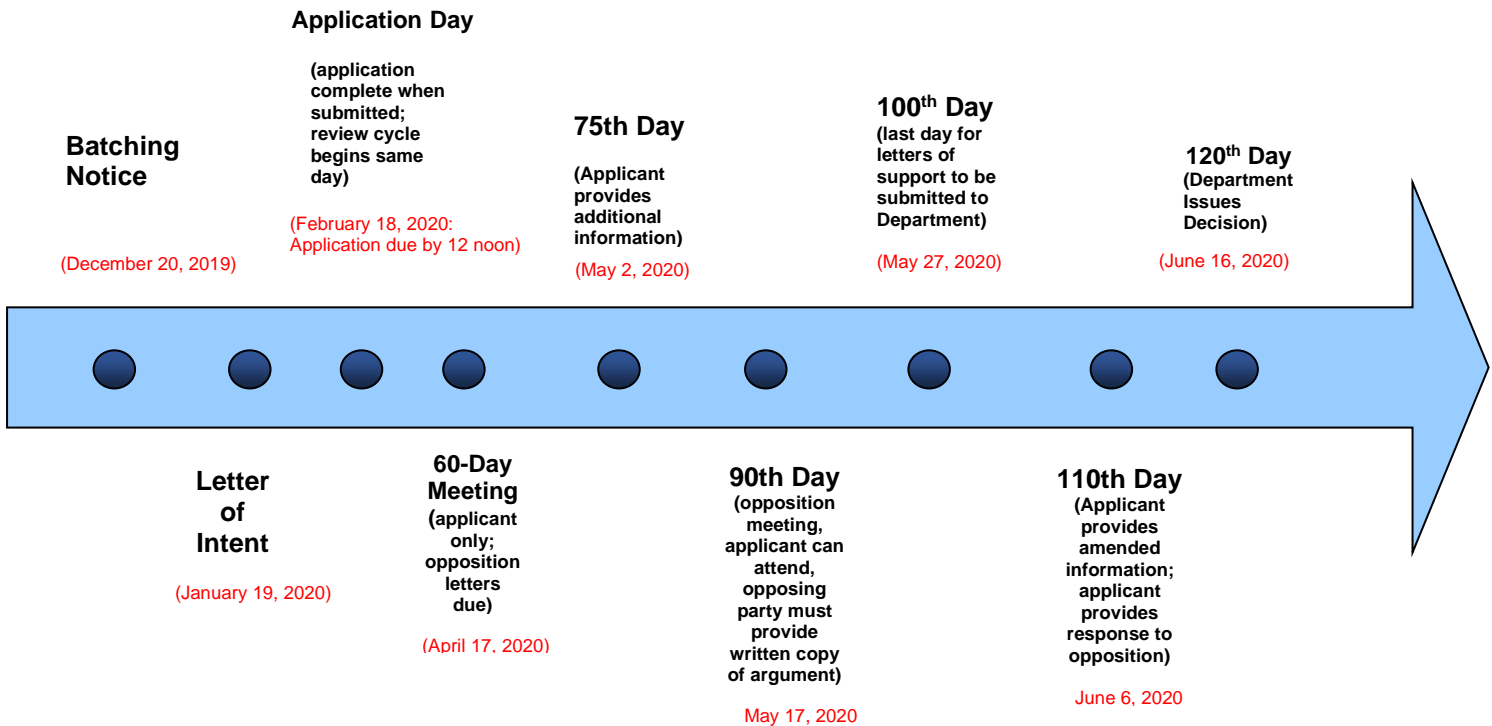 Application Day
(application
complete when
submitted;
review cycle
begins same
day)
(February 18, 2020:
Application due by 12 noon)
Batching
Notice
(December 20, 2019)
75th Day
(Applicant
provides
additional
information)
(May 2, 2020)
100th Day
(last day for
letters of
support to be
submitted to
Department)
(May 27, 2020)
120th Day
(Department
Issues
Decision)
(June 16, 2020)
Letter
of
Intent
(January 19, 2020)
60-Day
Meeting
(applicant
only;
opposition
letters
due)
(April 17, 2020)
90th Day
(opposition
meeting,
applicant can
attend,
opposing
party must
provide
written copy
of argument)
May 17, 2020
110th Day
(Applicant
provides
amended
information;
applicant
provides
response to
opposition)
June 6, 2020